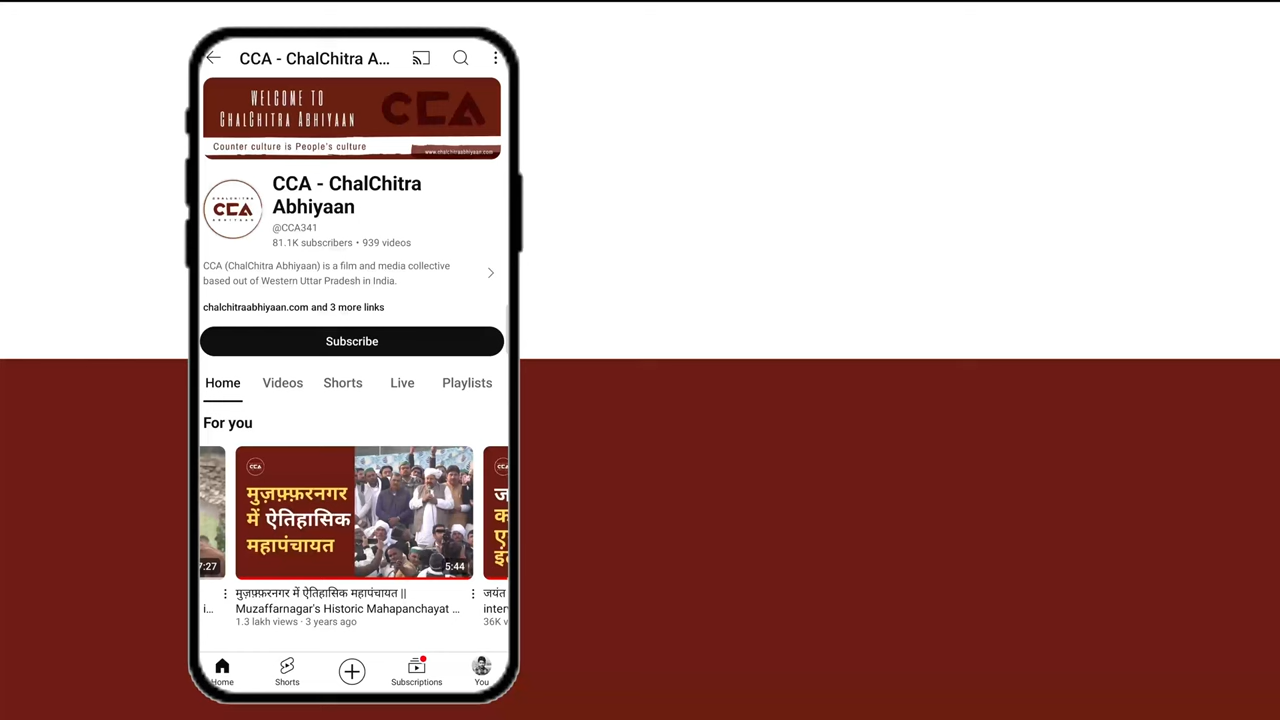 CCA - ChalChitra A...
WELCOME TO
CHALCHITRA ABHIYAAN
CCA
Counter culture is People's culture
www.chalchitraabhiyaan.com
CHALCHITRA
CCA
ABHIYAAN
CCA - ChalChitra
Abhiyaan
@CCA341
81.1K subscribers • 939 videos
CCA (ChalChitra Abhiyaan) is a film and media collective
based out of Western Uttar Pradesh in India.
chalchitraabhiyaan.com and 3 more links
Subscribe
Home Videos Shorts Live Playlists
For you
CCA
मुज़फ़्फ़रनगर
में ऐतिहासिक
महापंचायत
7:27
5:44
i...
मुज़फ़्फ़रनगर में ऐतिहासिक महापंचायत ||
Muzaffarnagar's Historic Mahapanchayat ...
1.3 lakh views · 3 years ago
CCA
ज
क
ए
इं
जयंत
inter
36K v
Home Shorts Subscriptions You